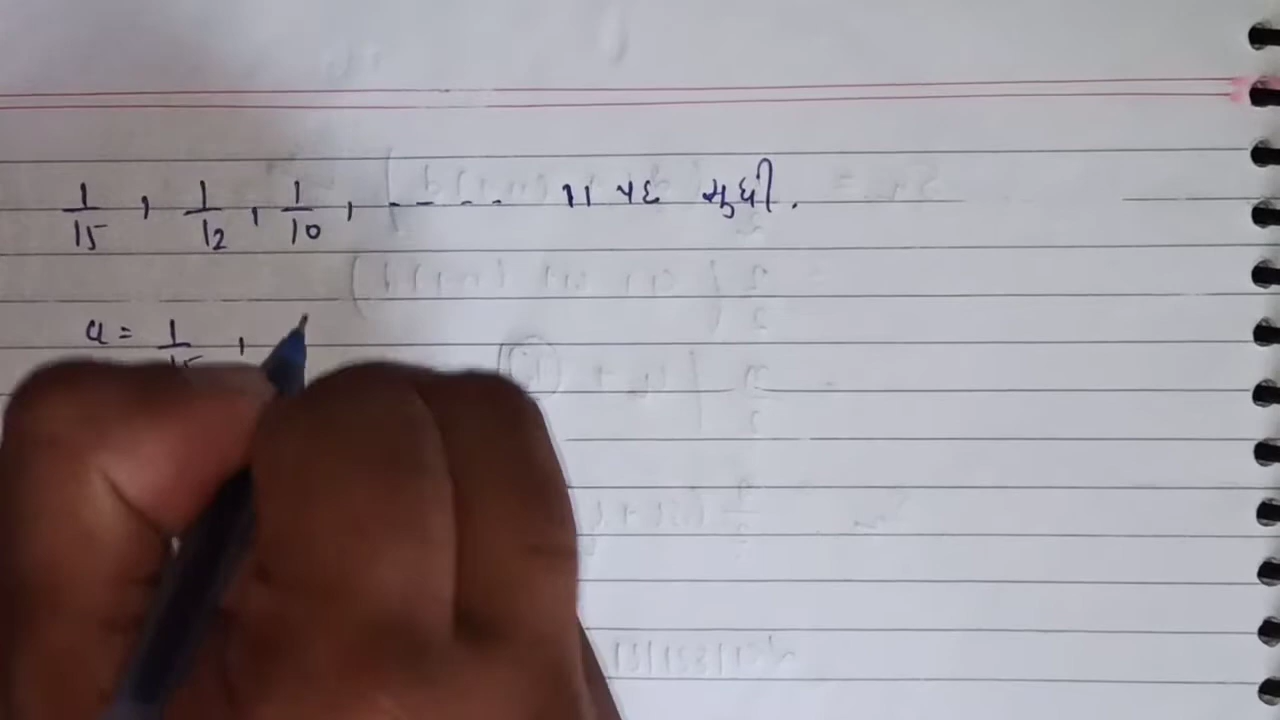 1/15 , 1/12 , 1/10 , ----- 11 પદ સુધી.
a = 1/15 ,